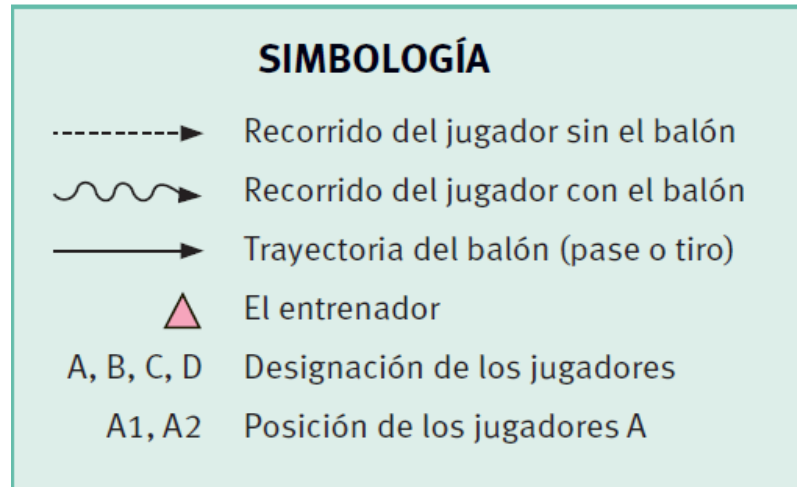 SIMBOLOGÍA
Recorrido del jugador sin el balón
Recorrido del jugador con el balón
Trayectoria del balón (pase o tiro)
El entrenador
A, B, C, D Designación de los jugadores
A1, A2 Posición de los jugadores A